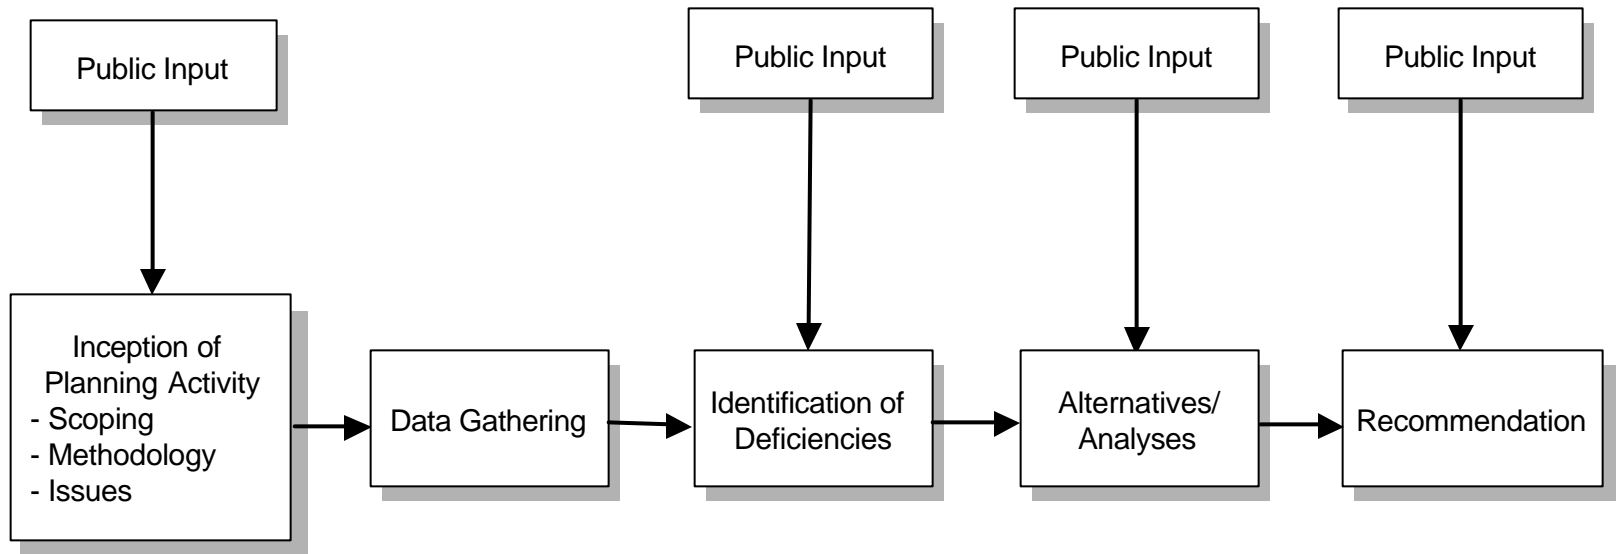 Public Input
Public Input
Public Input
Public Input
Inception of
Planning Activity
- Scoping
- Methodology
- Issues
Data Gathering
Identification of
Deficiencies
Alternatives/
Analyses
Recommendation